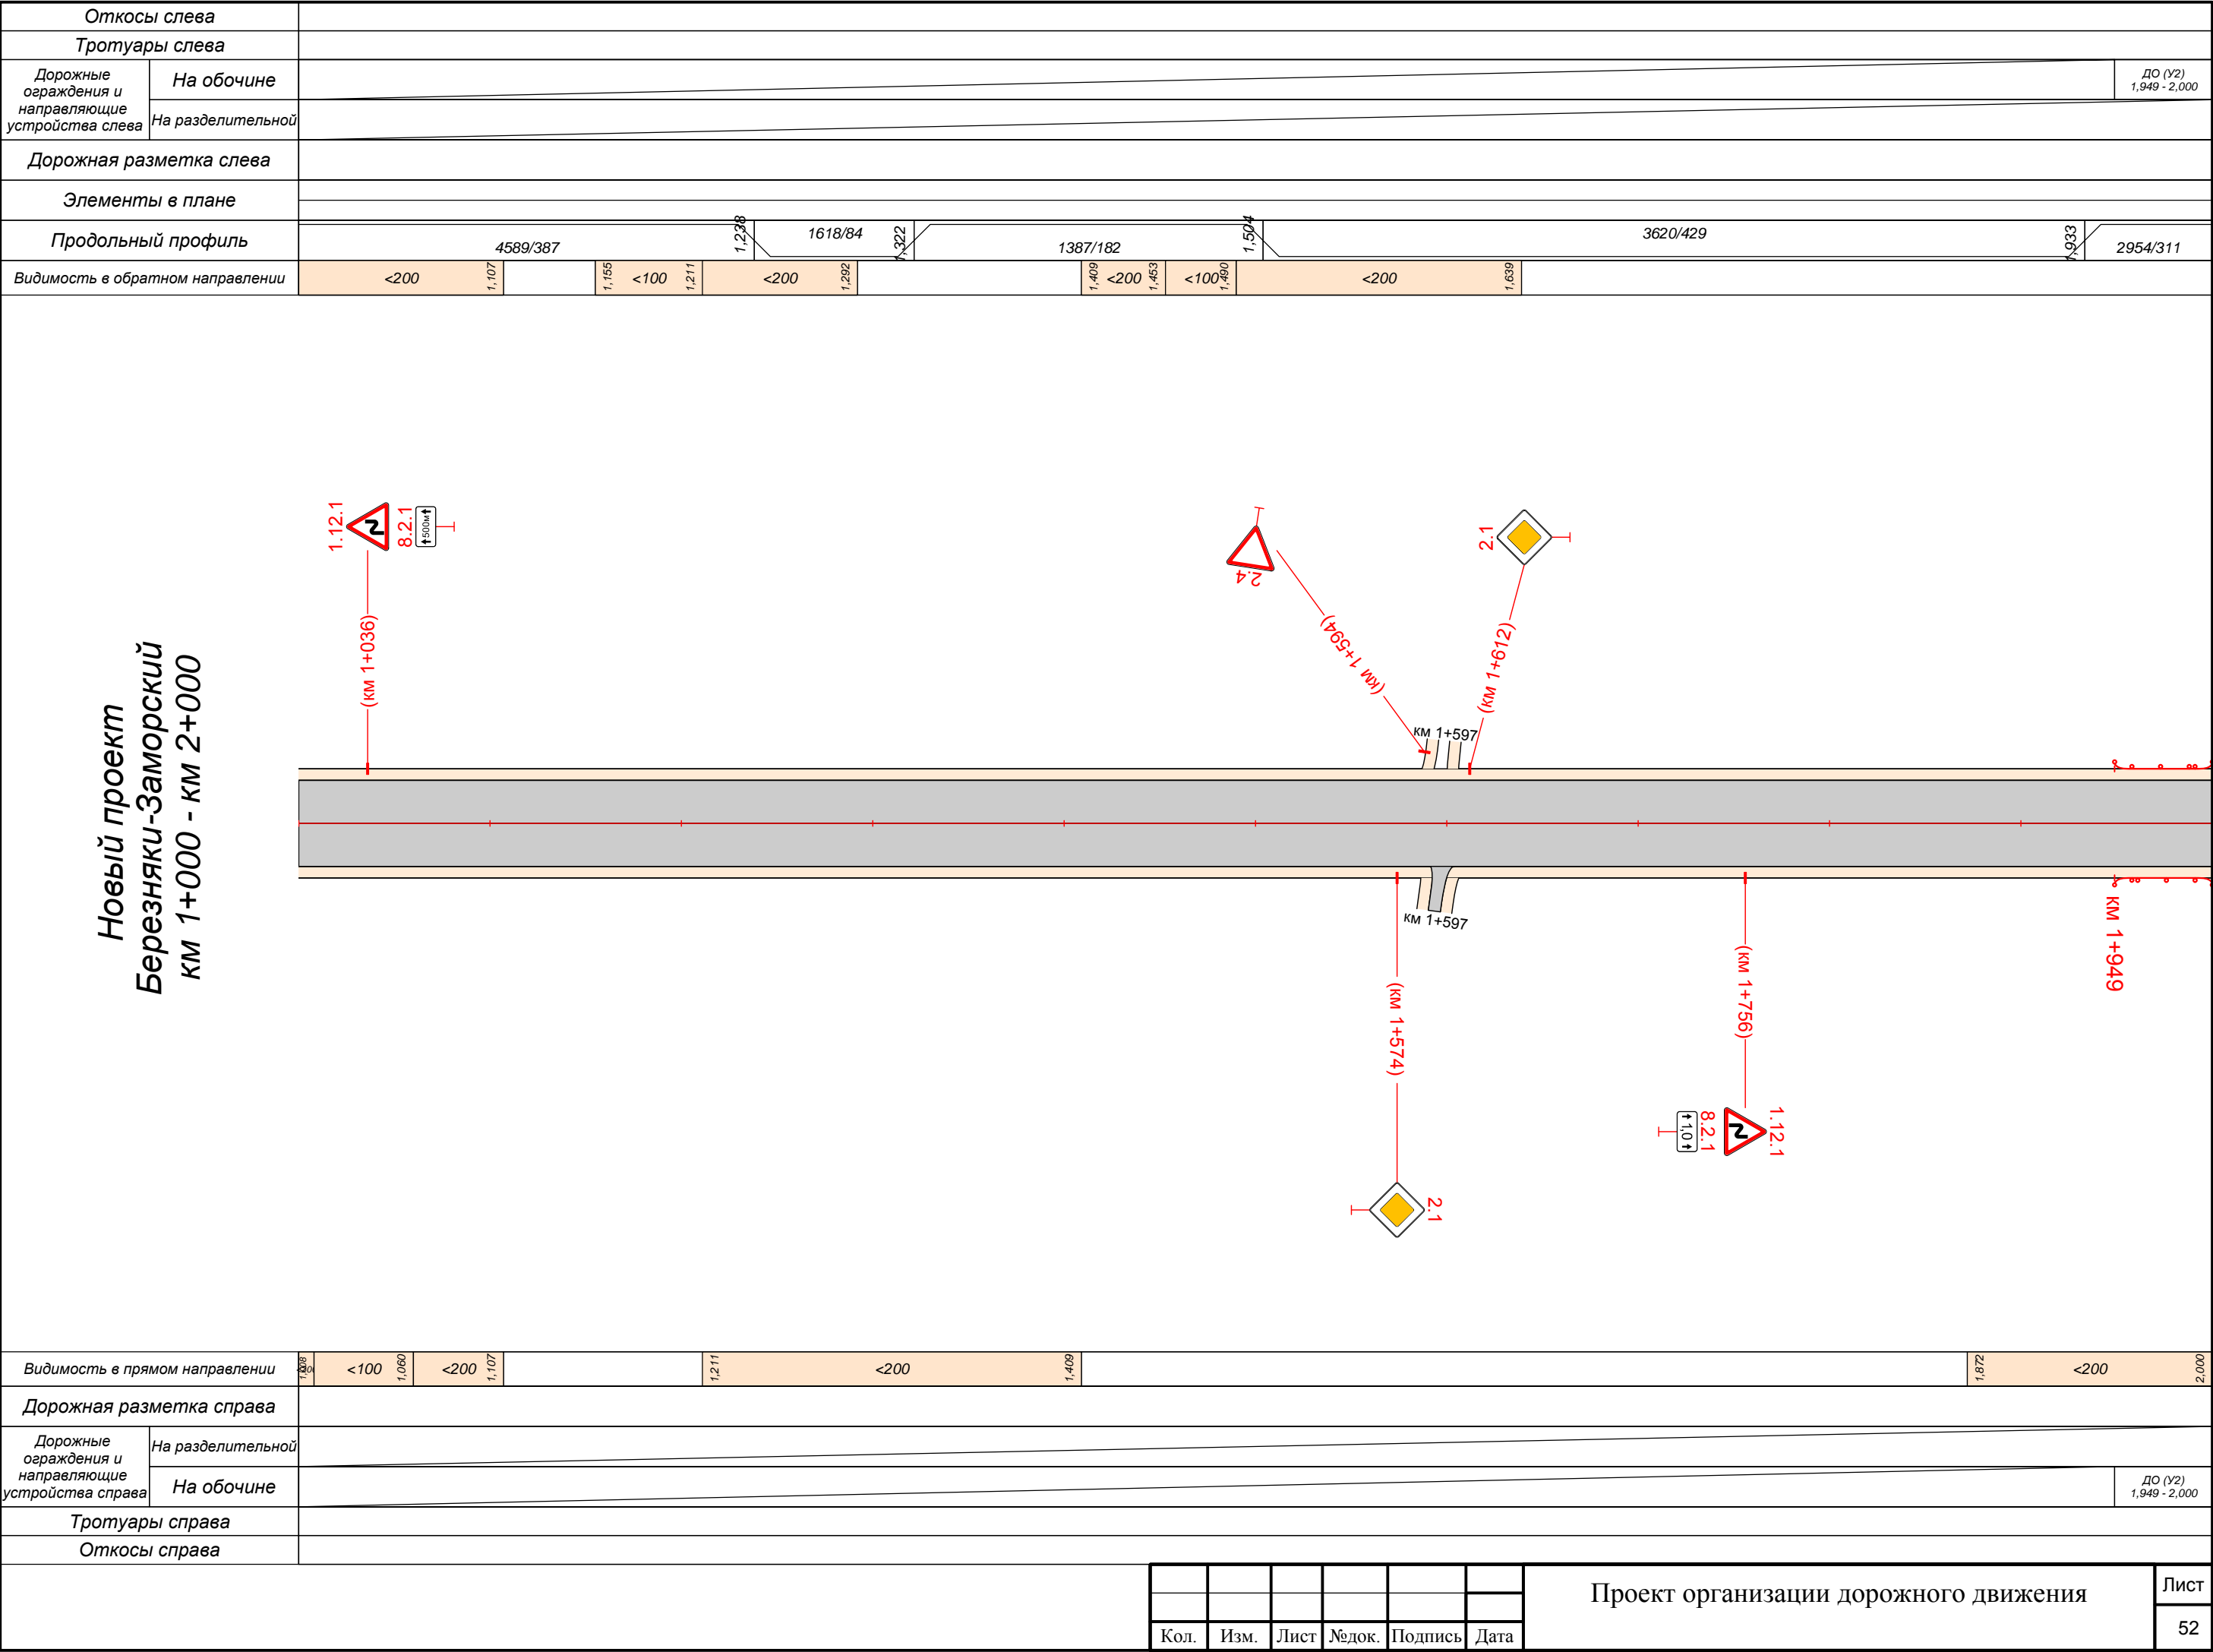 Откосы слева
Тротуары слева
Дорожные
ограждения и
направляющие
устройства слева
На обочине
ДО (У2)
1,949 - 2,000
На разделительной
Дорожная разметка слева
Элементы в плане
Продольный профиль
4589/387
1,238
1618/84
1,322
1387/182
1,504
3620/429
1,933
2954/311
Видимость в обратном направлении
<200
1,107
1,155
<100
1,211
<200
1,292
1,409
<200
1,453
<100
1,490
<200
1,639
Новый проект
Березняки-Заморский
км 1+000 - км 2+000
1.12.1
8.2.1
500м
(км 1+036)
2.4
(км 1+594)
2.1
(км 1+612)
км 1+597
км 1+597
(км 1+574)
2.1
(км 1+756)
1.12.1
8.2.1
1,0
км 1+949
Видимость в прямом направлении
1,008
<100
1,060
<200
1,107
1,211
<200
1,409
1,872
<200
2,000
Дорожная разметка справа
Дорожные
ограждения и
направляющие
устройства справа
На разделительной
На обочине
ДО (У2)
1,949 - 2,000
Тротуары справа
Откосы справа
Кол.
Изм.
Лист
№док.
Подпись
Дата
Проект организации дорожного движения
Лист
52